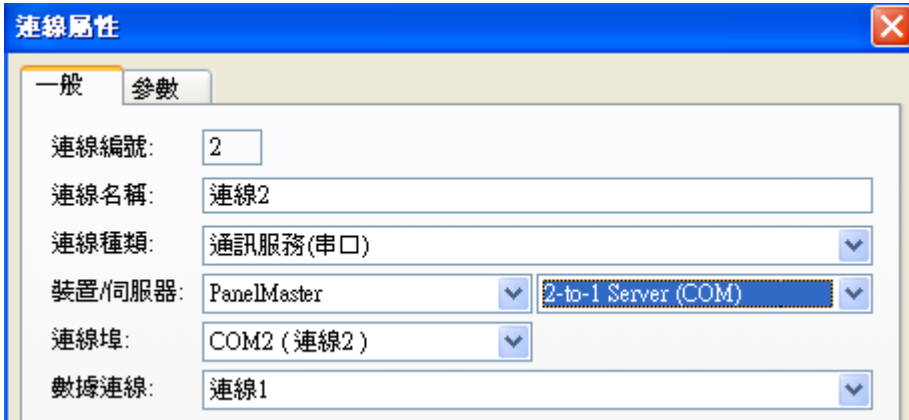 連線屬性
一般 參數
連線編號: 2
連線名稱: 連線2
連線種類: 通訊服務(串口)
裝置/伺服器: PanelMaster 2-to-1 Server (COM)
連線埠: COM2 ( 連線2 )
數據連線: 連線1